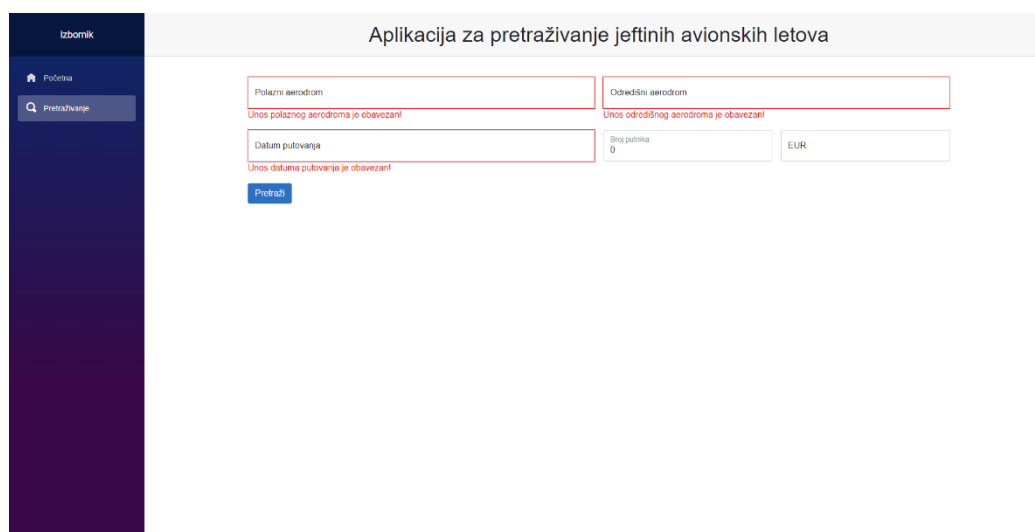 Izbornik
Aplikacija za pretraživanje jeftinih avionskih letova
Početna
Pretraživanje
Polazni aerodrom
Odredišni aerodrom
Unos polaznog aerodroma je obavezan!
Unos odredišnog aerodroma je obavezan!
Datum putovanja
Broj putnika
0
EUR
Unos datuma putovanja je obavezan!
Pretraži